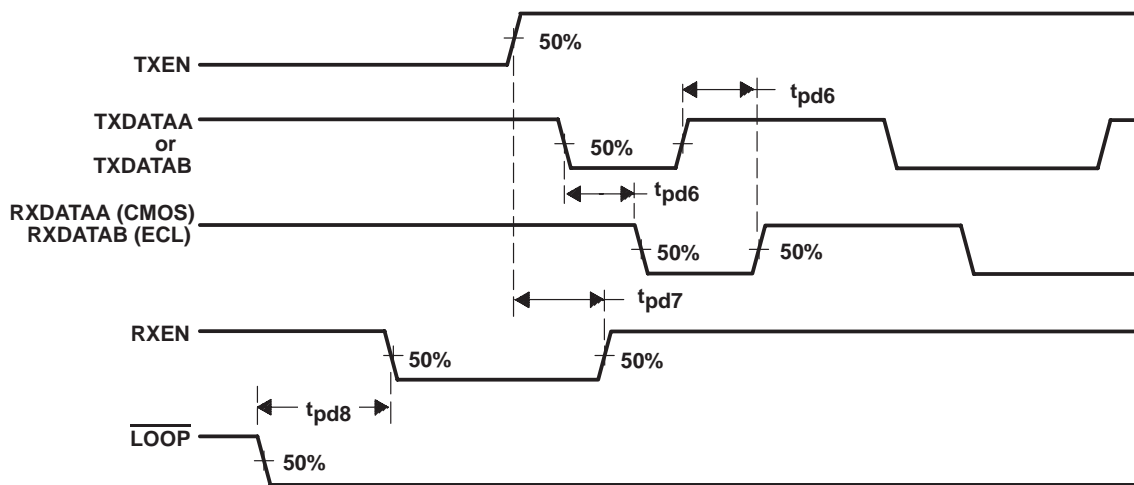 50%
TXEN
tpd6
TXDATAA
or
TXDATAB
50%
tpd6
RXDATAA (CMOS)
RXDATAB (ECL)
50%
50%
tpd7
RXEN
50%
50%
tpd8
LOOP
50%